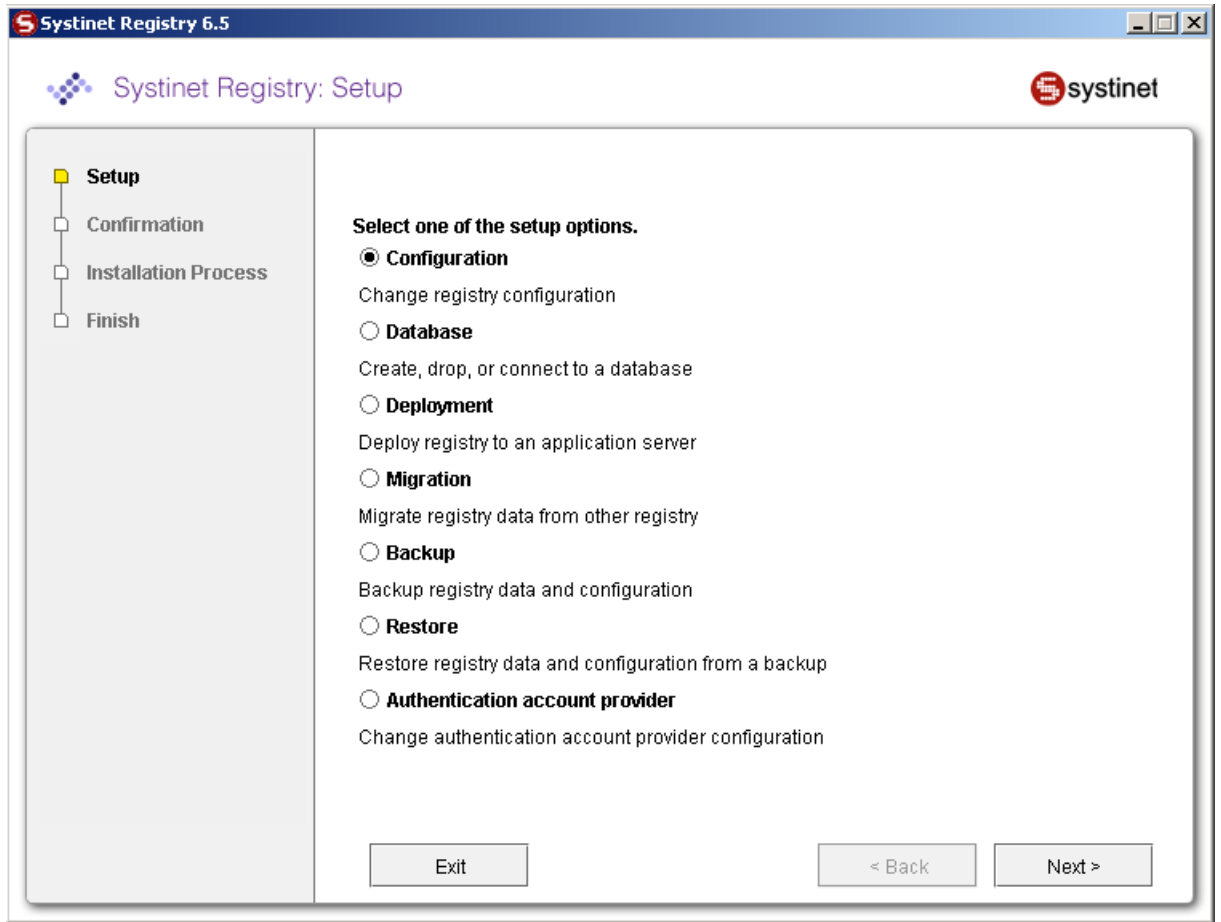 Systinet Registry 6.5
Systinet Registry: Setup
systinet
Setup
Confirmation
Installation Process
Finish
Select one of the setup options.
Configuration
Change registry configuration
Database
Create, drop, or connect to a database
Deployment
Deploy registry to an application server
Migration
Migrate registry data from other registry
Backup
Backup registry data and configuration
Restore
Restore registry data and configuration from a backup
Authentication account provider
Change authentication account provider configuration
Exit
< Back
Next >